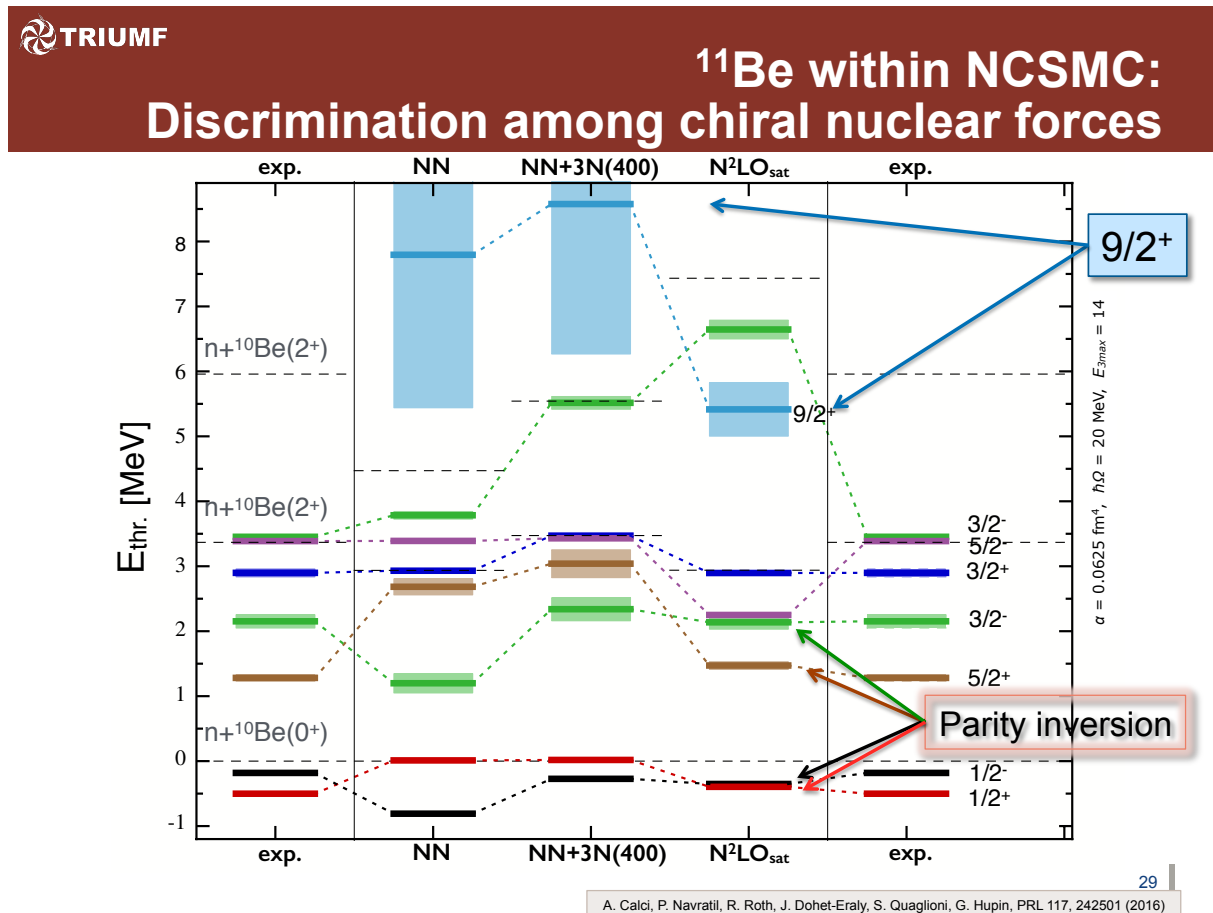 TRIUMF
¹¹Be within NCSMC:
Discrimination among chiral nuclear forces
exp. NN NN+3N(400) N²LOsat exp.
8
7
6
5
4
3
2
1
0
-1
Ethr. [MeV]
n+¹⁰Be(2⁺)
n+¹⁰Be(2⁺)
n+¹⁰Be(0⁺)
9/2⁺
9/2⁺
3/2⁻
5/2⁻
3/2⁺
3/2⁻
5/2⁺
Parity inversion
1/2⁻
1/2⁺
α = 0.0625 fm⁴, ħΩ = 20 MeV, E3max = 14
exp. NN NN+3N(400) N²LOsat exp.
29
A. Calci, P. Navratil, R. Roth, J. Dohet-Eraly, S. Quaglioni, G. Hupin, PRL 117, 242501 (2016)